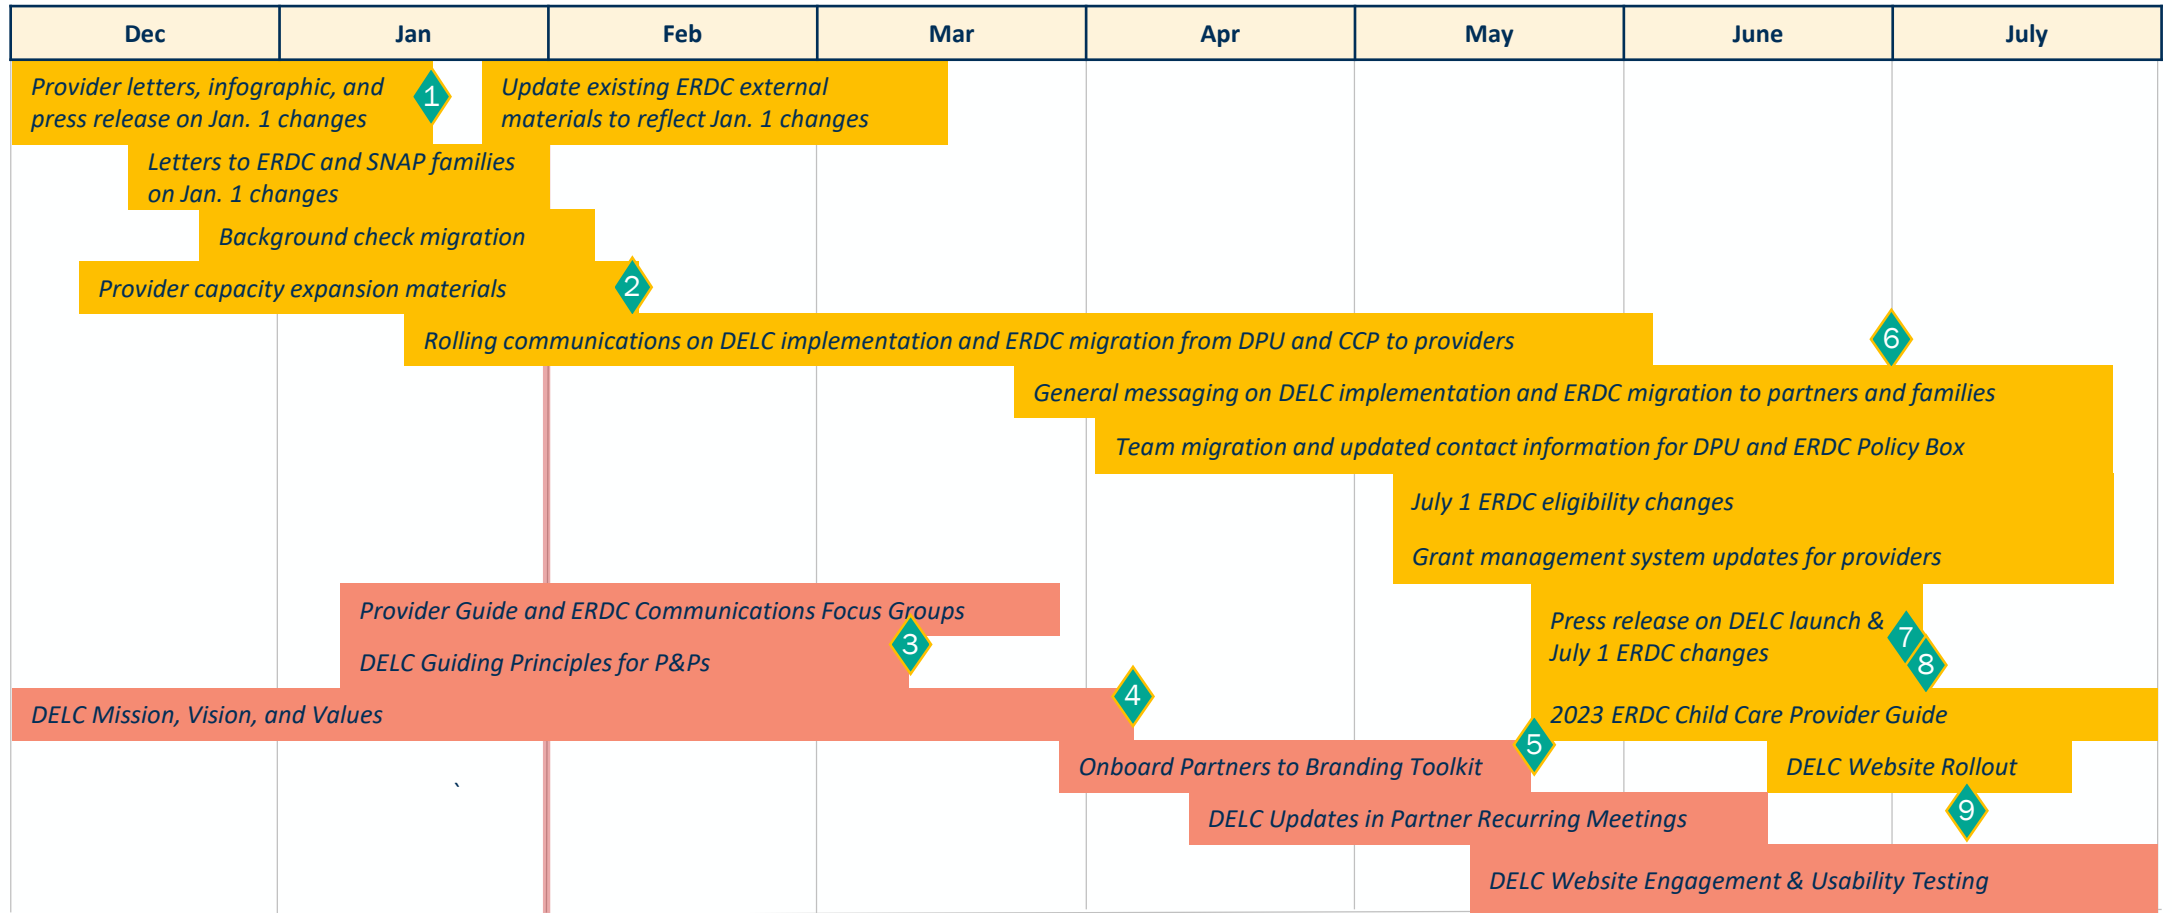 Dec Jan Feb Mar Apr May June July
Provider letters, infographic, and
press release on Jan. 1 changes
1
Update existing ERDC external
materials to reflect Jan. 1 changes
Letters to ERDC and SNAP families
on Jan. 1 changes
Background check migration
Provider capacity expansion materials
2
Rolling communications on DELC implementation and ERDC migration from DPU and CCP to providers
6
General messaging on DELC implementation and ERDC migration to partners and families
Team migration and updated contact information for DPU and ERDC Policy Box
July 1 ERDC eligibility changes
Grant management system updates for providers
Provider Guide and ERDC Communications Focus Groups
Press release on DELC launch &
July 1 ERDC changes
7
8
3
DELC Guiding Principles for P&Ps
4
DELC Mission, Vision, and Values
2023 ERDC Child Care Provider Guide
5
Onboard Partners to Branding Toolkit
DELC Website Rollout
`
9
DELC Updates in Partner Recurring Meetings
DELC Website Engagement & Usability Testing